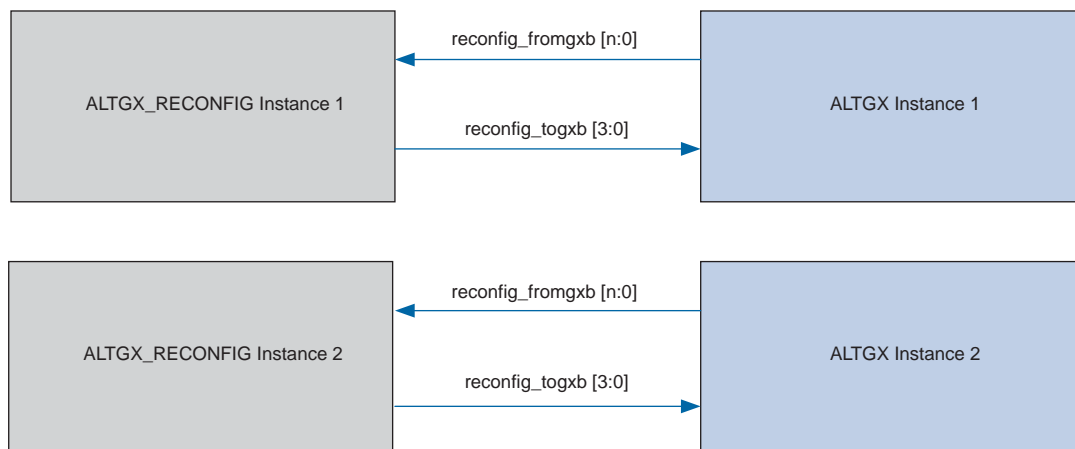 reconfig_fromgxb [n:0]
ALTGX_RECONFIG Instance 1
ALTGX Instance 1
reconfig_togxb [3:0]
reconfig_fromgxb [n:0]
ALTGX_RECONFIG Instance 2
ALTGX Instance 2
reconfig_togxb [3:0]